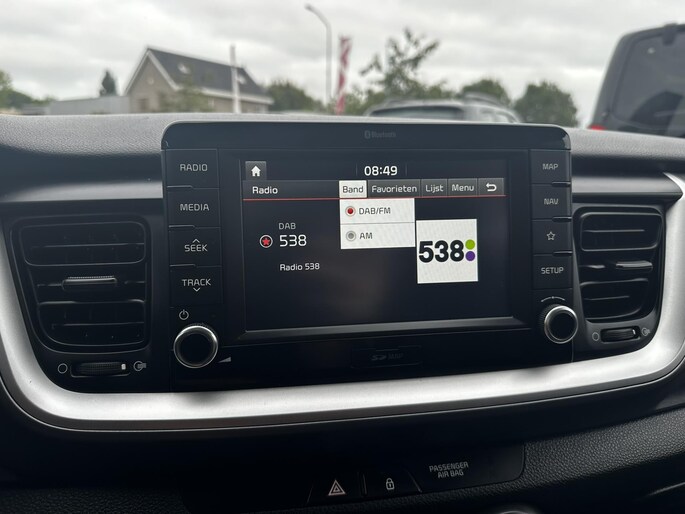 Bluetooth
RADIO
MEDIA
SEEK
TRACK
08:49
Radio
Band Favorieten Lijst Menu
DAB/FM
AM
DAB
538
Radio 538
538
MAP
NAV
SETUP
PASSENGER
AIR BAG